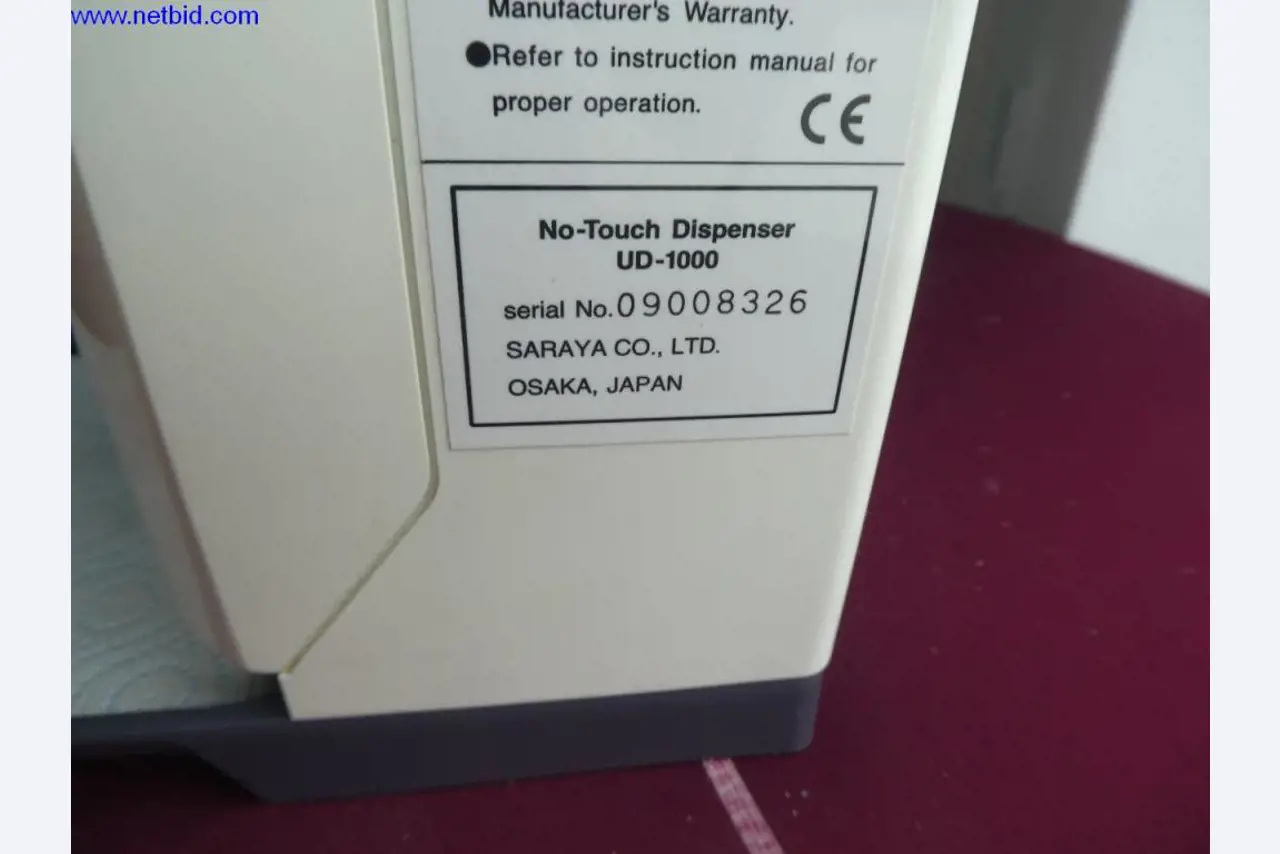 www.netbid.com
Manufacturer's Warranty.
●Refer to instruction manual for
proper operation.
CE
No-Touch Dispenser
UD-1000
serial No.09008326
SARAYA CO., LTD.
OSAKA, JAPAN